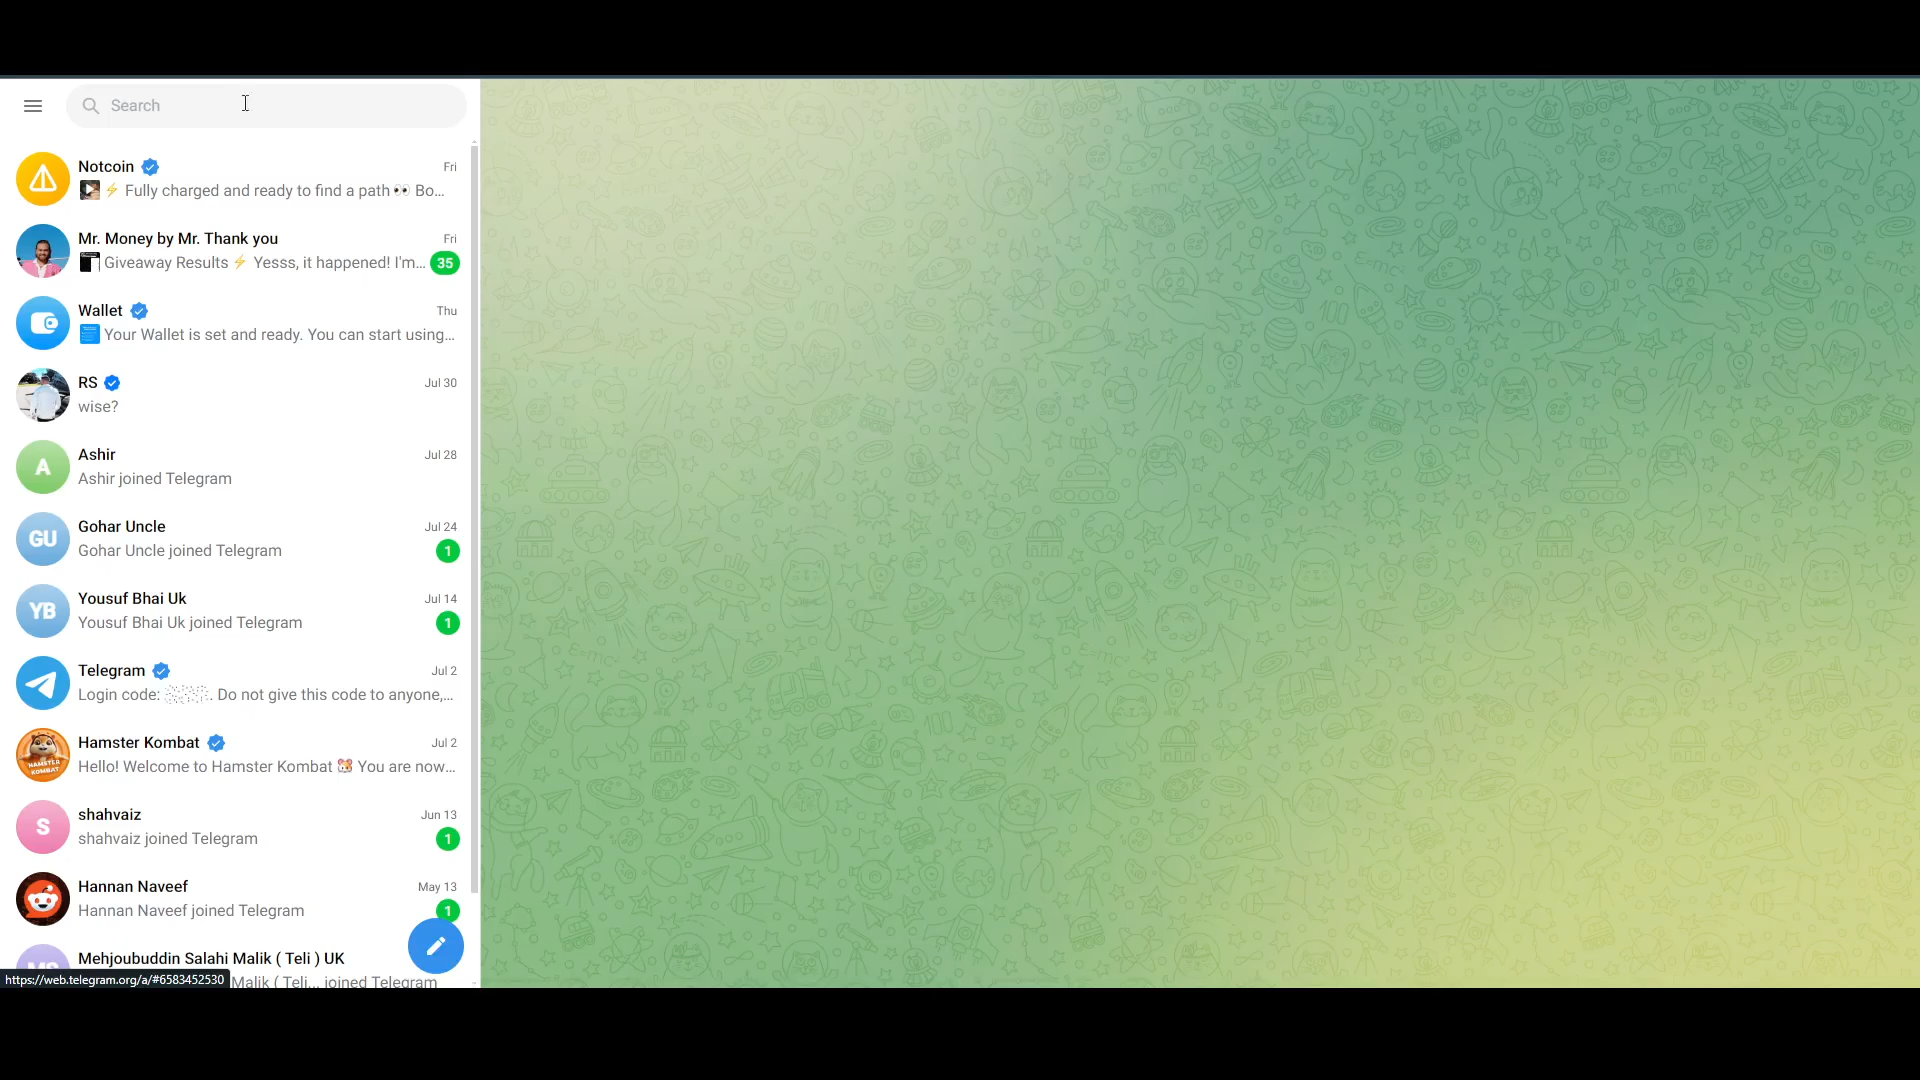 Search
Notcoin Fri
⚡ Fully charged and ready to find a path 👀 Bo...
Mr. Money by Mr. Thank you Fri
Giveaway Results ⚡ Yesss, it happened! I'm... 35
Wallet Thu
Your Wallet is set and ready. You can start using...
RS Jul 30
wise?
A Ashir Jul 28
Ashir joined Telegram
GU Gohar Uncle Jul 24
Gohar Uncle joined Telegram 1
YB Yousuf Bhai Uk Jul 14
Yousuf Bhai Uk joined Telegram 1
Telegram Jul 2
Login code: . Do not give this code to anyone,...
Hamster Kombat Jul 2
HAMSTER KOMBAT Hello! Welcome to Hamster Kombat 🐹 You are now...
S shahvaiz Jun 13
shahvaiz joined Telegram 1
Hannan Naveef May 13
Hannan Naveef joined Telegram 1
Mehjoubuddin Salahi Malik ( Teli ) UK
https://web.telegram.org/a/#6583452530 Malik ( Teli... joined Telegram